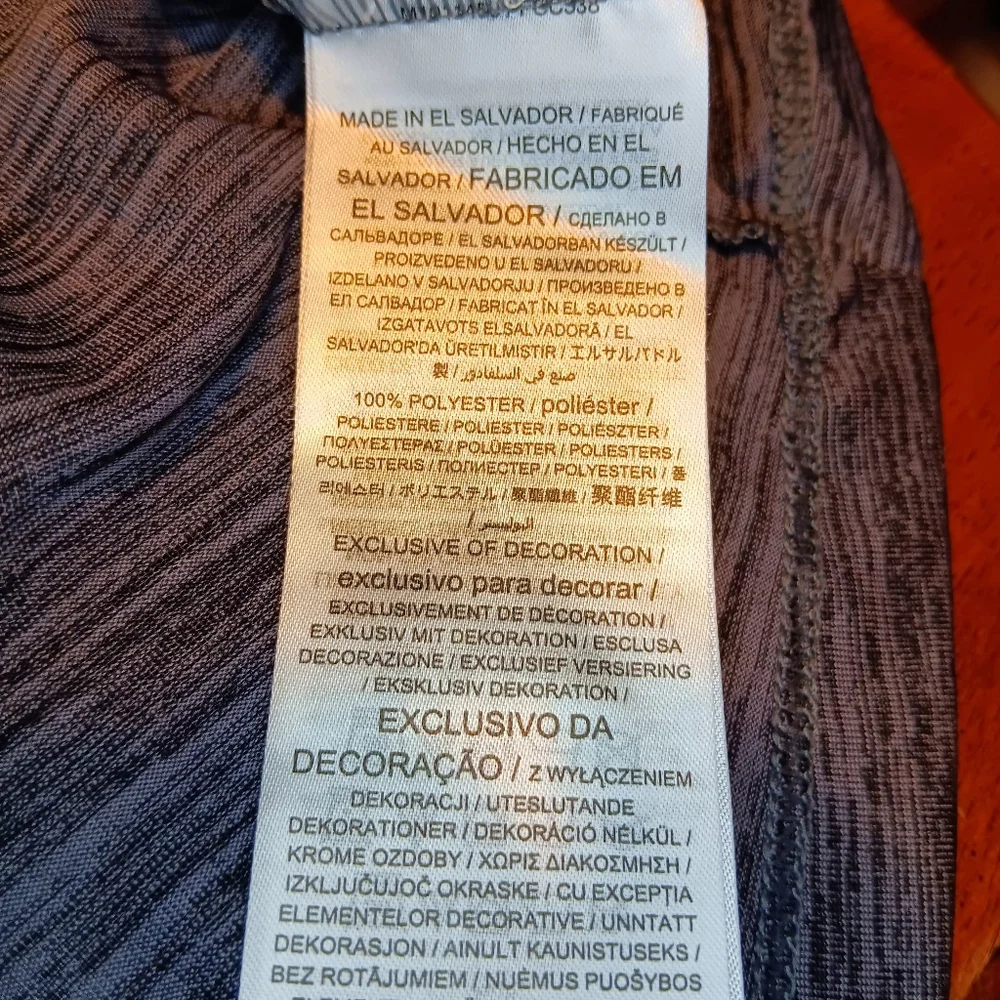 MADE IN EL SALVADOR / FABRIQUÉ
AU SALVADOR / HECHO EN EL
SALVADOR / FABRICADO EM
EL SALVADOR / СДЕЛАНО В
САЛЬВАДОРЕ / EL SALVADORBAN KÉSZÜLT /
PROIZVEDENO U EL SALVADORU /
IZDELANO V SALVADORJU / ПРОИЗВЕДЕНО В
ЕЛ САЛВАДОР / FABRICAT ÎN EL SALVADOR /
IZGATAVOTS ELSALVADORĀ / EL
SALVADOR'DA ÜRETILMISTIR / エルサルバドル
製 / صنع في السلفادور /
100% POLYESTER / poliéster /
POLIESTERE / POLIESTER / POLIESZTER /
ΠΟΛΥΕΣΤΕΡΑΣ / POLÜESTER / POLIESTERS /
POLIESTERIS / ПОЛИЕСТЕР / POLYESTERI / 폴
리에스터 / ポリエステル / 聚酯纖維 / 聚酯纤维
/ البوليستر /
EXCLUSIVE OF DECORATION /
exclusivo para decorar /
EXCLUSIVEMENT DE DÉCORATION /
EXKLUSIV MIT DEKORATION / ESCLUSA
DECORAZIONE / EXCLUSIEF VERSIERING
/ EKSKLUSIV DEKORATION /
EXCLUSIVO DA
DECORAÇÃO / Z WYŁĄCZENIEM
DEKORACJI / UTESLUTANDE
DEKORATIONER / DEKORÁCIÓ NÉLKÜL /
KROME OZDOBY / ΧΩΡΙΣ ΔΙΑΚΟΣΜΗΣΗ /
IZKLJUČUJOČ OKRASKE / CU EXCEPŢIA
ELEMENTELOR DECORATIVE / UNNTATT
DEKORASJON / AINULT KAUNISTUSEKS /
BEZ ROTĀJUMIEM / NUĖMUS PUOŠYBOS